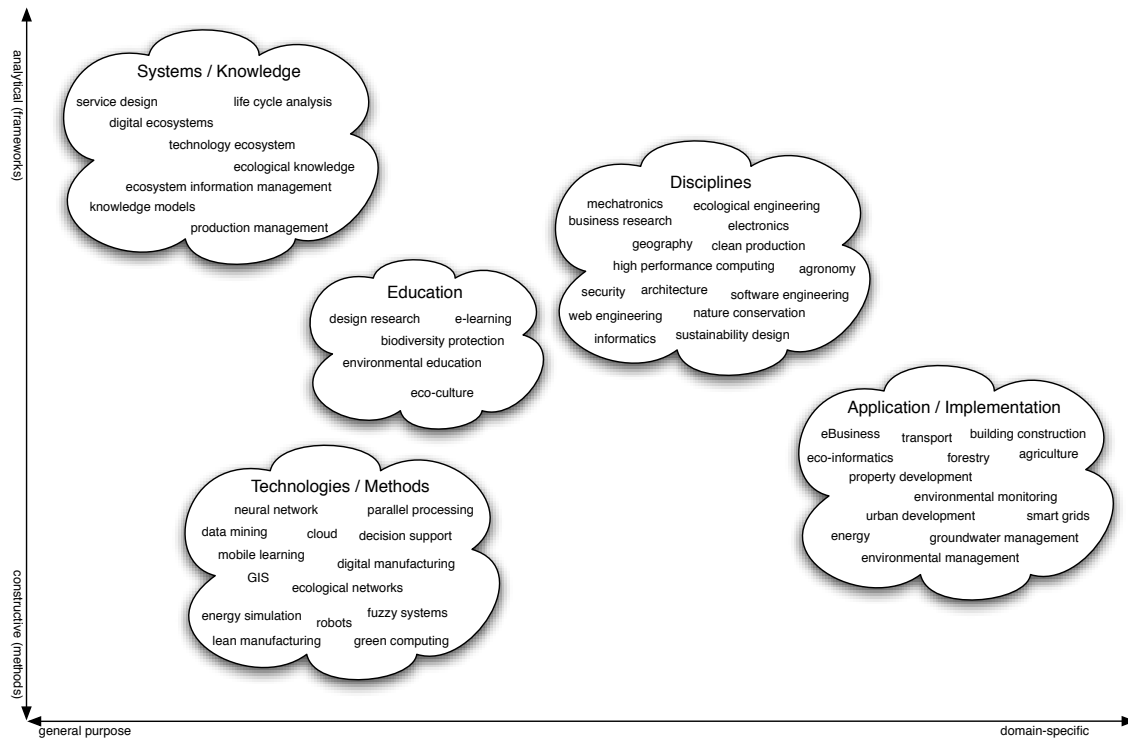 analytical (frameworks)
Systems / Knowledge
service design
life cycle analysis
digital ecosystems
technology ecosystem
ecological knowledge
ecosystem information management
knowledge models
production management
Disciplines
mechatronics
ecological engineering
business research
electronics
geography
clean production
high performance computing
agronomy
security
architecture
software engineering
web engineering
nature conservation
informatics
sustainability design
Education
design research
e-learning
biodiversity protection
environmental education
eco-culture
Application / Implementation
eBusiness
transport
building construction
eco-informatics
forestry
agriculture
property development
environmental monitoring
urban development
smart grids
energy
groundwater management
environmental management
Technologies / Methods
neural network
parallel processing
data mining
cloud
decision support
mobile learning
digital manufacturing
GIS
ecological networks
energy simulation
robots
fuzzy systems
lean manufacturing
green computing
constructive (methods)
general purpose
domain-specific